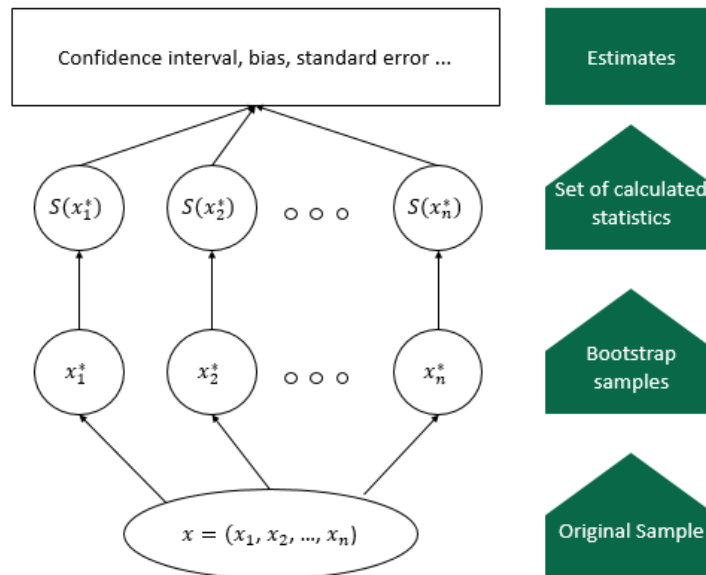 Confidence interval, bias, standard error ...
Estimates
S(x₁*)
S(x₂*)
S(xₙ*)
Set of calculated
statistics
x₁*
x₂*
xₙ*
Bootstrap
samples
x = (x₁, x₂, ..., xₙ)
Original Sample